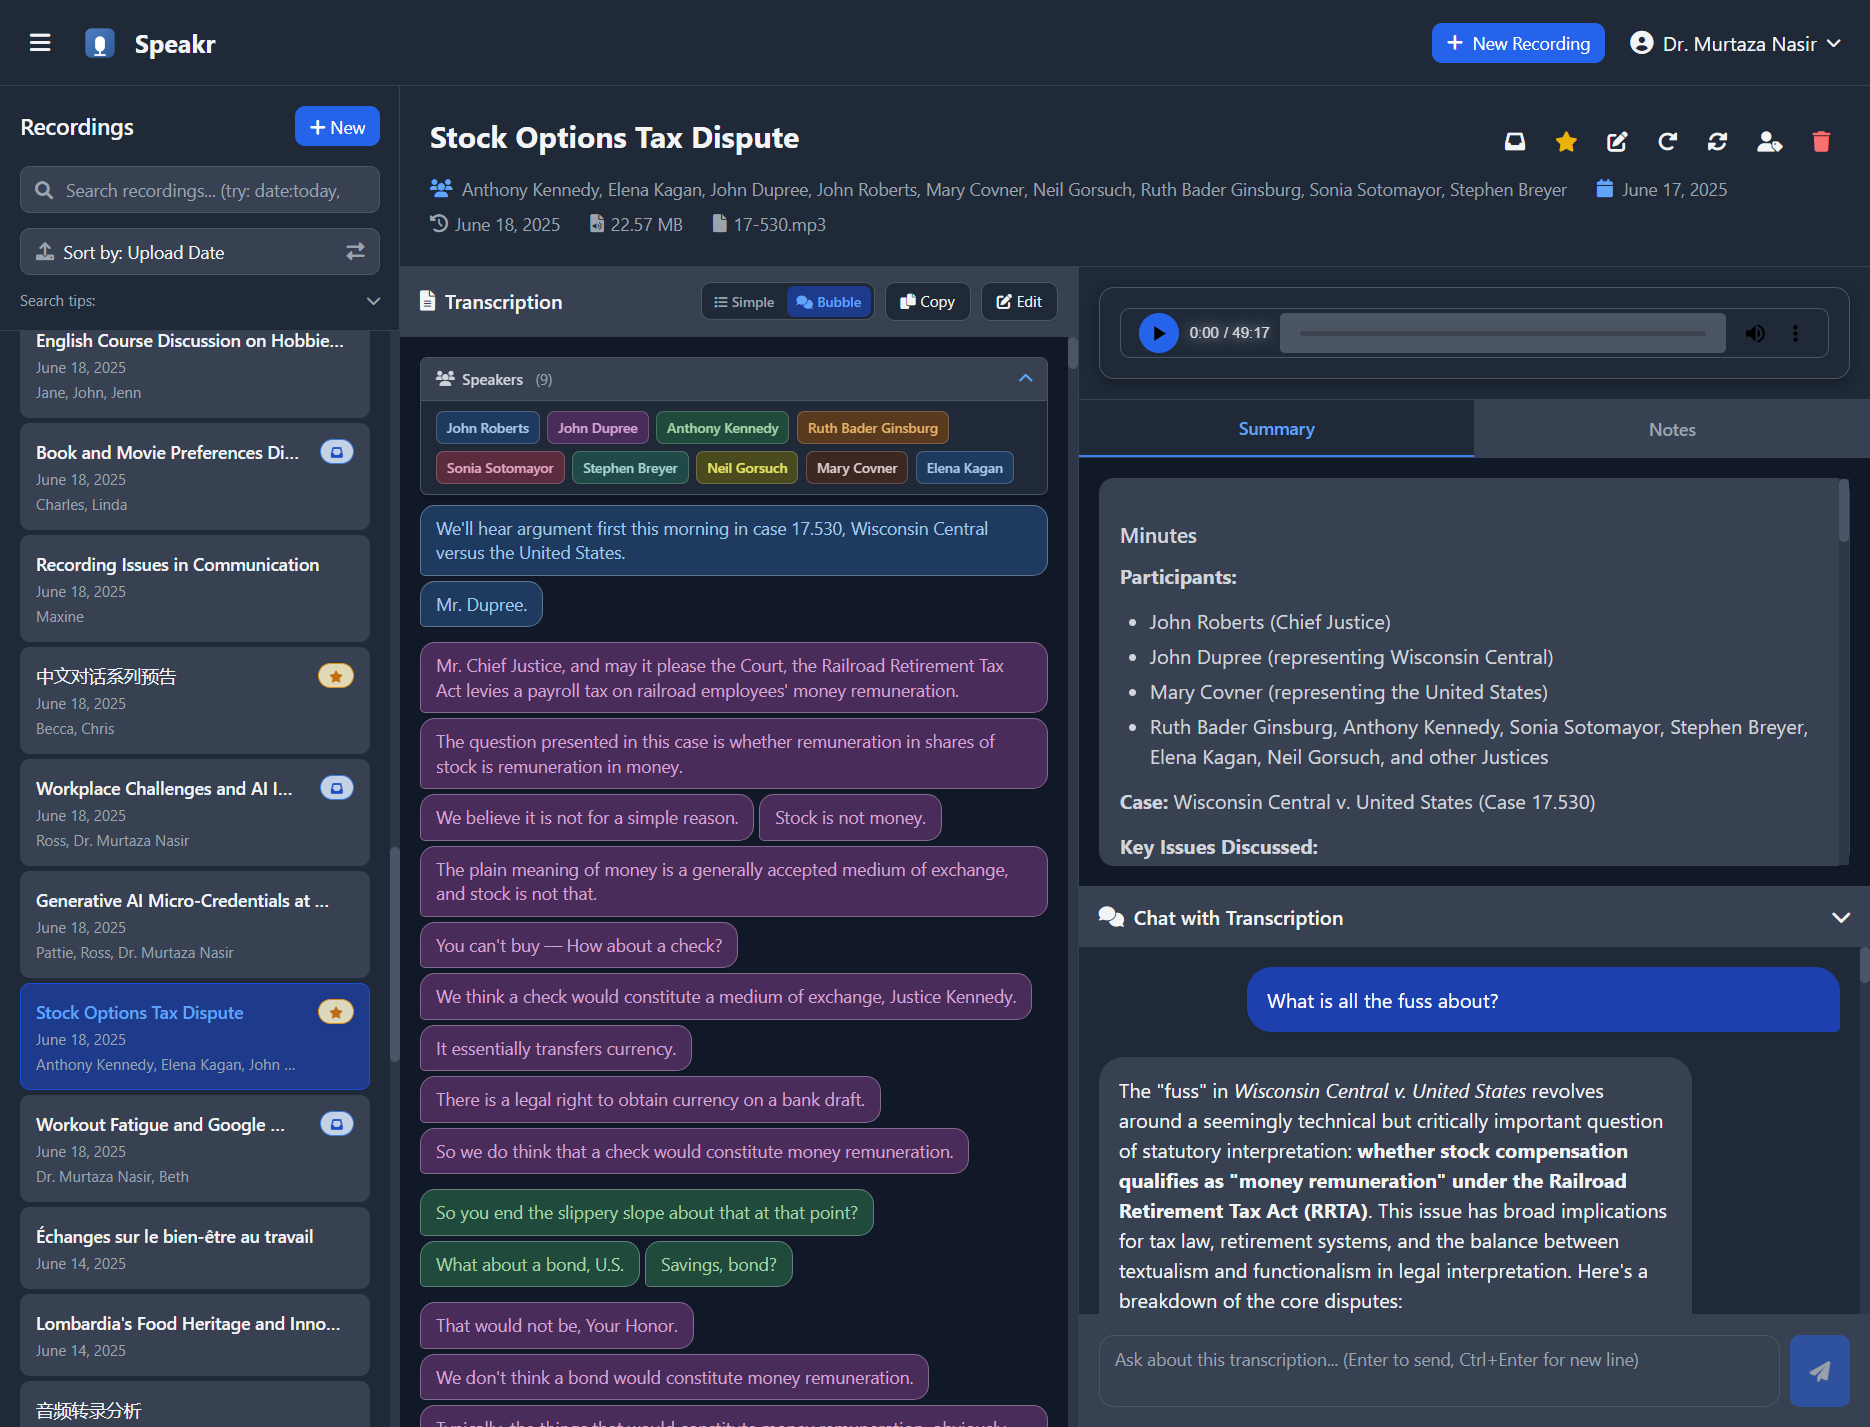 Speakr
New Recording
Dr. Murtaza Nasir
Recordings
New
Search recordings... (try: date:today,
Sort by: Upload Date
Search tips:
English Course Discussion on Hobbie...
June 18, 2025
Jane, John, Jenn
Book and Movie Preferences Di...
June 18, 2025
Charles, Linda
Recording Issues in Communication
June 18, 2025
Maxine
中文对话系列预告
June 18, 2025
Becca, Chris
Workplace Challenges and AI I...
June 18, 2025
Ross, Dr. Murtaza Nasir
Generative AI Micro-Credentials at ...
June 18, 2025
Pattie, Ross, Dr. Murtaza Nasir
Stock Options Tax Dispute
June 18, 2025
Anthony Kennedy, Elena Kagan, John ...
Workout Fatigue and Google ...
June 18, 2025
Dr. Murtaza Nasir, Beth
Échanges sur le bien-être au travail
June 14, 2025
Lombardia's Food Heritage and Inno...
June 14, 2025
音频转录分析
Stock Options Tax Dispute
Anthony Kennedy, Elena Kagan, John Dupree, John Roberts, Mary Covner, Neil Gorsuch, Ruth Bader Ginsburg, Sonia Sotomayor, Stephen Breyer
June 17, 2025
June 18, 2025
22.57 MB
17-530.mp3
Transcription
Simple
Bubble
Copy
Edit
Speakers (9)
John Roberts
John Dupree
Anthony Kennedy
Ruth Bader Ginsburg
Sonia Sotomayor
Stephen Breyer
Neil Gorsuch
Mary Covner
Elena Kagan
We'll hear argument first this morning in case 17.530, Wisconsin Central
versus the United States.
Mr. Dupree.
Mr. Chief Justice, and may it please the Court, the Railroad Retirement Tax
Act levies a payroll tax on railroad employees' money remuneration.
The question presented in this case is whether remuneration in shares of
stock is remuneration in money.
We believe it is not for a simple reason.
Stock is not money.
The plain meaning of money is a generally accepted medium of exchange,
and stock is not that.
You can't buy — How about a check?
We think a check would constitute a medium of exchange, Justice Kennedy.
It essentially transfers currency.
There is a legal right to obtain currency on a bank draft.
So we do think that a check would constitute money remuneration.
So you end the slippery slope about that at that point?
What about a bond, U.S.
Savings, bond?
That would not be, Your Honor.
We don't think a bond would constitute money remuneration.
Typically, the things that would constitute money remuneration, obviously
0:00 / 49:17
Summary
Notes
Minutes
Participants:
• John Roberts (Chief Justice)
• John Dupree (representing Wisconsin Central)
• Mary Covner (representing the United States)
• Ruth Bader Ginsburg, Anthony Kennedy, Sonia Sotomayor, Stephen Breyer,
Elena Kagan, Neil Gorsuch, and other Justices
Case: Wisconsin Central v. United States (Case 17.530)
Key Issues Discussed:
Chat with Transcription
What is all the fuss about?
The "fuss" in Wisconsin Central v. United States revolves
around a seemingly technical but critically important question
of statutory interpretation: whether stock compensation
qualifies as "money remuneration" under the Railroad
Retirement Tax Act (RRTA). This issue has broad implications
for tax law, retirement systems, and the balance between
textualism and functionalism in legal interpretation. Here's a
breakdown of the core disputes:
Ask about this transcription... (Enter to send, Ctrl+Enter for new line)